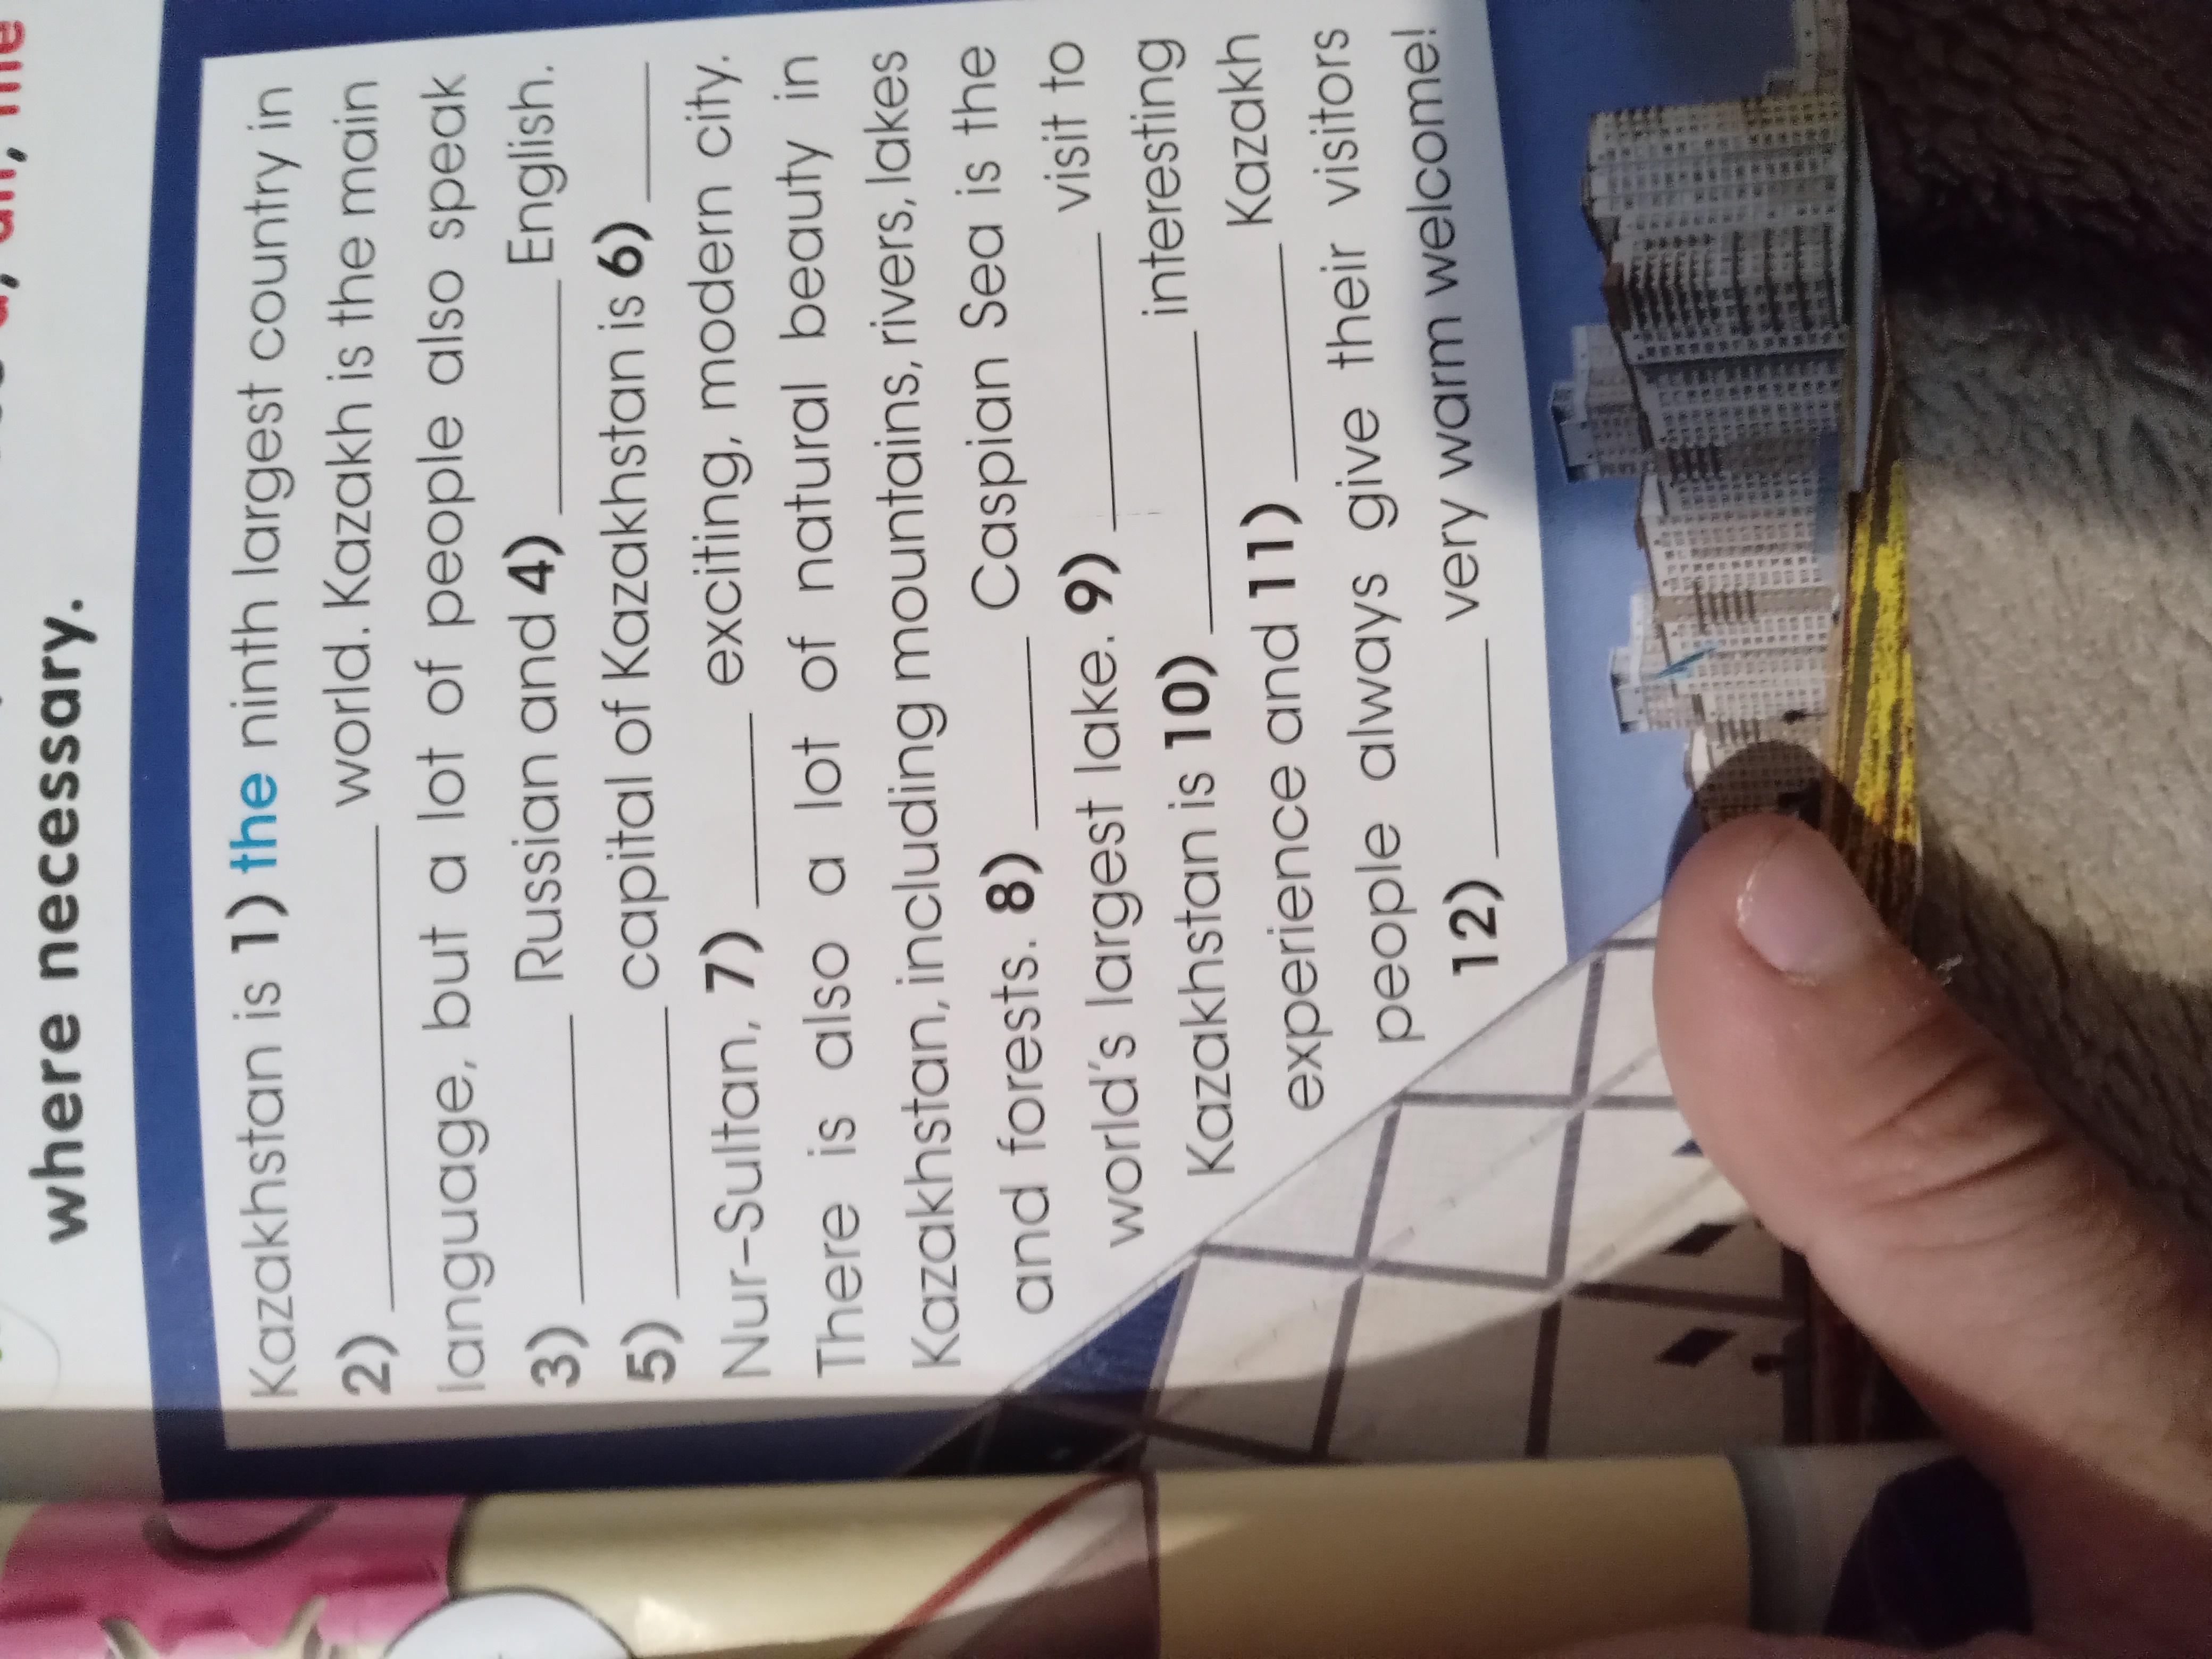 where necessary.
Kazakhstan is 1) the ninth largest country in
2) ______ world. Kazakh is the main
language, but a lot of people also speak
3) ______ Russian and 4) ______ English.
5) ______ capital of Kazakhstan is 6) ______
Nur-Sultan, 7) ______ exciting, modern city.
There is also a lot of natural beauty in
Kazakhstan, including mountains, rivers, lakes
and forests. 8) ______ Caspian Sea is the
world's largest lake. 9) ______ visit to
Kazakhstan is 10) ______ interesting
experience and 11) ______ Kazakh
people always give their visitors
12) ______ very warm welcome!